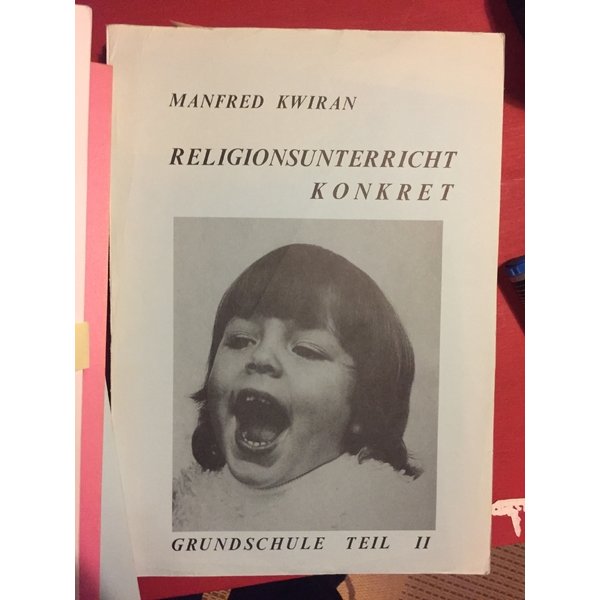 MANFRED KWIRAN
RELIGIONSUNTERRICHT
KONKRET
GRUNDSCHULE TEIL II